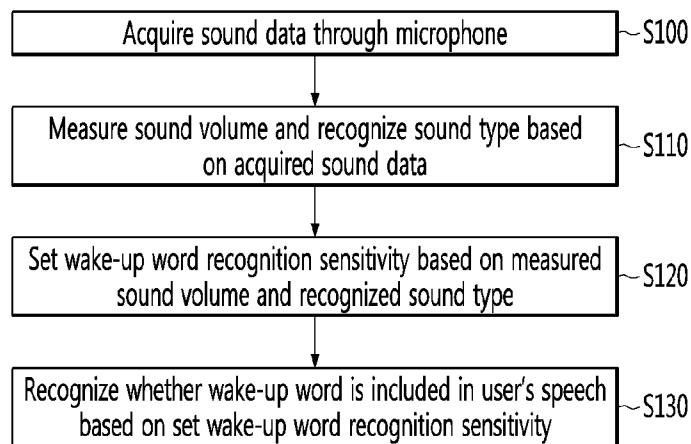 Acquire sound data through microphone
S100
Measure sound volume and recognize sound type based
on acquired sound data
S110
Set wake-up word recognition sensitivity based on measured
sound volume and recognized sound type
S120
Recognize whether wake-up word is included in user's speech
based on set wake-up word recognition sensitivity
S130